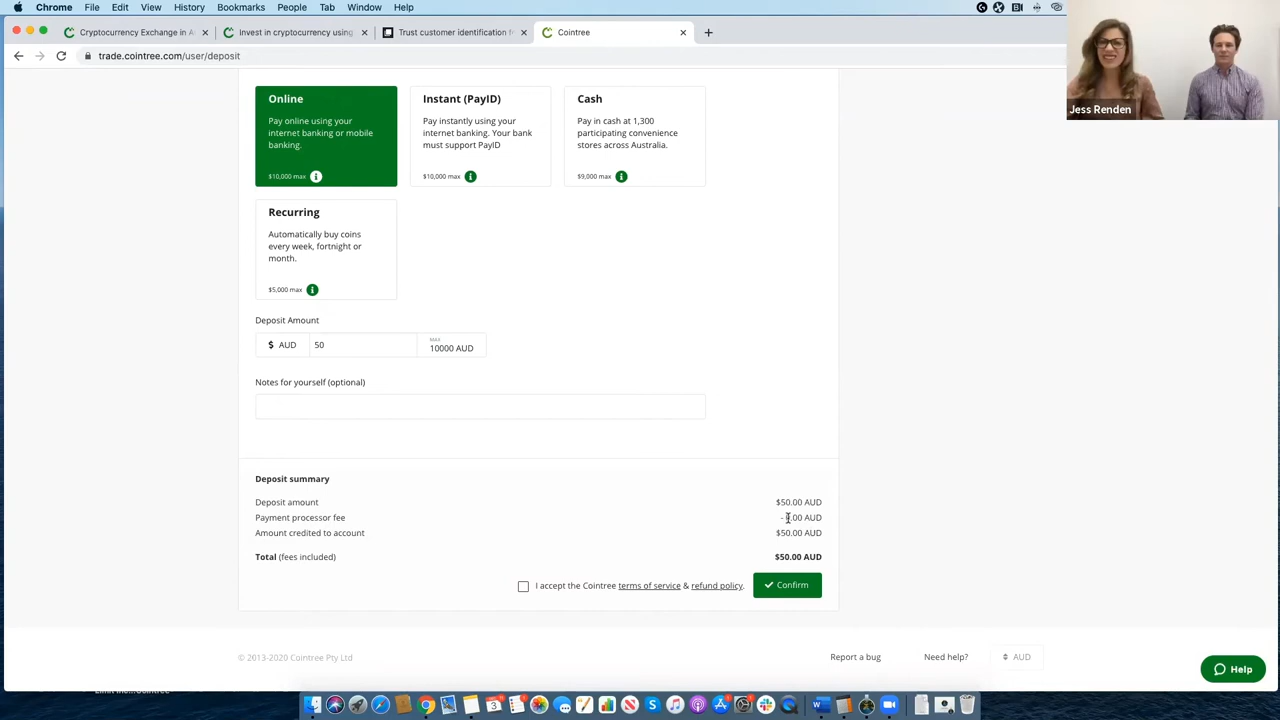 Chrome File Edit View History Bookmarks People Tab Window Help
Cryptocurrency Exchange in A
Invest in cryptocurrency using
Trust customer identification f
Cointree
trade.cointree.com/user/deposit
Jess Renden
Online
Pay online using your
internet banking or mobile
banking.
$10,000 max
Instant (PayID)
Pay instantly using your
internet banking. Your bank
must support PayID
$10,000 max
Cash
Pay in cash at 1,300
participating convenience
stores across Australia.
$9,000 max
Recurring
Automatically buy coins
every week, fortnight or
month.
$5,000 max
Deposit Amount
$ AUD 50 MAX
10000 AUD
Notes for yourself (optional)
Deposit summary
Deposit amount $50.00 AUD
Payment processor fee AUD
Amount credited to account $50.00 AUD
Total (fees included) $50.00 AUD
I accept the Cointree terms of service & refund policy. Confirm
© 2013-2020 Cointree Pty Ltd
Report a bug Need help? AUD
Help